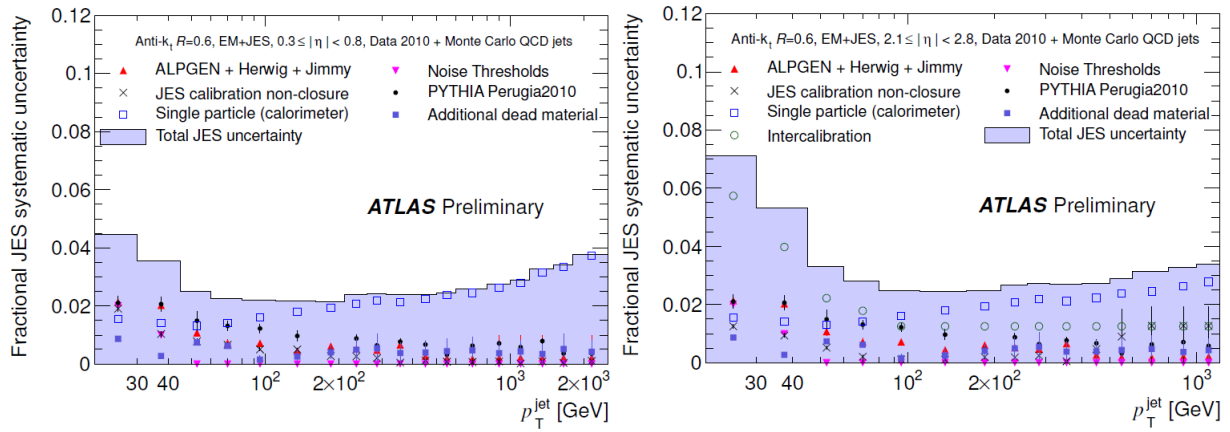 Fractional JES systematic uncertainty
0.12
0.1
0.08
0.06
0.04
0.02
0
Anti-k_t R=0.6, EM+JES, 0.3≤ | η | < 0.8, Data 2010 + Monte Carlo QCD jets
ALPGEN + Herwig + Jimmy
JES calibration non-closure
Single particle (calorimeter)
Total JES uncertainty
Noise Thresholds
PYTHIA Perugia2010
Additional dead material
ATLAS Preliminary
30 40 10² 2×10² 10³ 2×10³
p_T^jet [GeV]
Fractional JES systematic uncertainty
0.12
0.1
0.08
0.06
0.04
0.02
0
Anti-k_t R=0.6, EM+JES, 2.1≤ | η | < 2.8, Data 2010 + Monte Carlo QCD jets
ALPGEN + Herwig + Jimmy
JES calibration non-closure
Single particle (calorimeter)
Intercalibration
Noise Thresholds
PYTHIA Perugia2010
Additional dead material
Total JES uncertainty
ATLAS Preliminary
30 40 10² 2×10² 10³
p_T^jet [GeV]